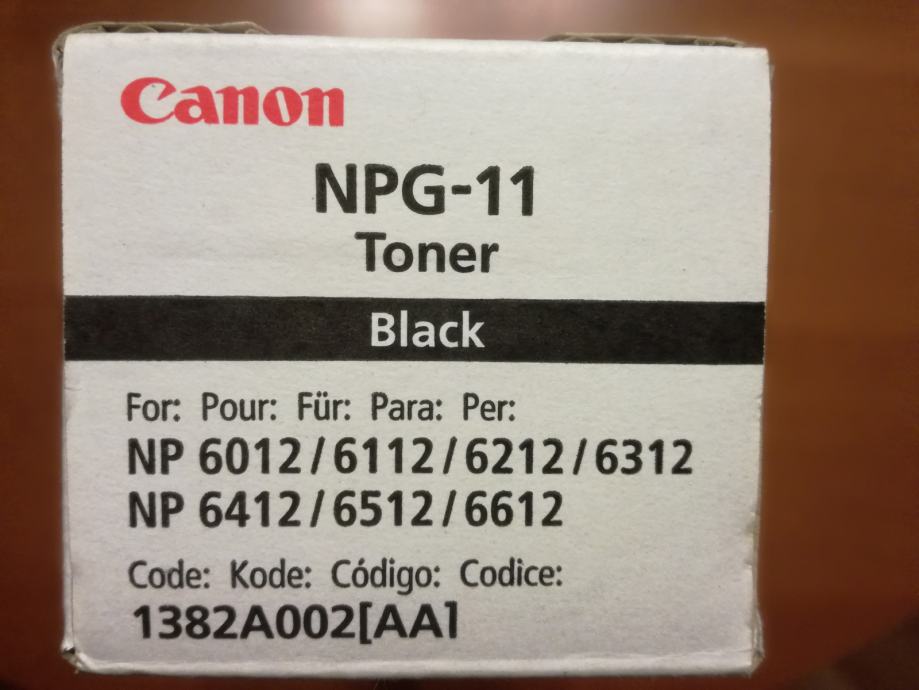 Canon
NPG-11
Toner
Black
For: Pour: Für: Para: Per:
NP 6012/6112/6212/6312
NP 6412/6512/6612
Code: Kode: Código: Codice:
1382A002[AA]